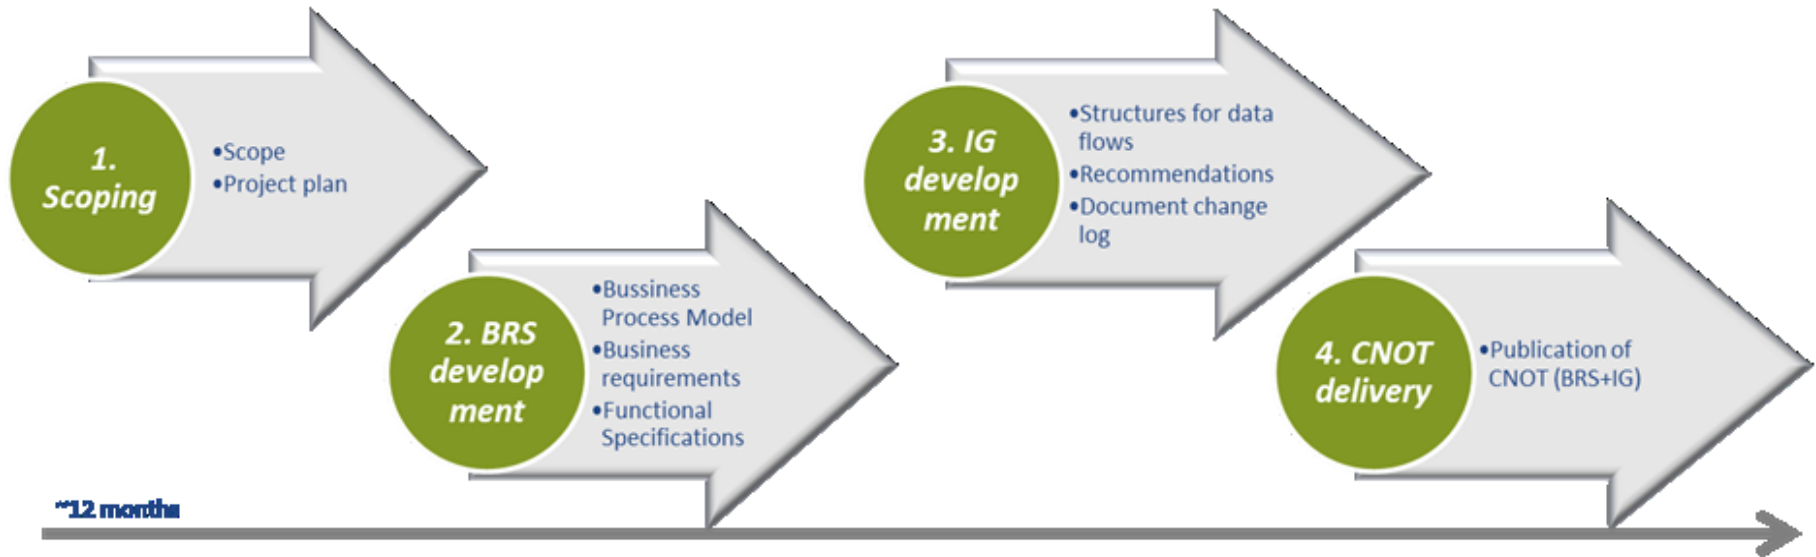 1.
Scoping
•Scope
•Project plan
2. BRS
develop
ment
•Bussiness
Process Model
•Business
requirements
•Functional
Specifications
3. IG
develop
ment
•Structures for data
flows
•Recommendations
•Document change
log
4. CNOT
delivery
•Publication of
CNOT (BRS+IG)
~12 months